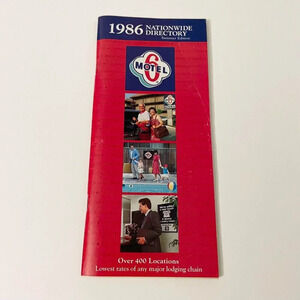 1986 NATIONWIDE
DIRECTORY
Summer Edition
6
MOTEL
Over 400 Locations
Lowest rates of any major lodging chain